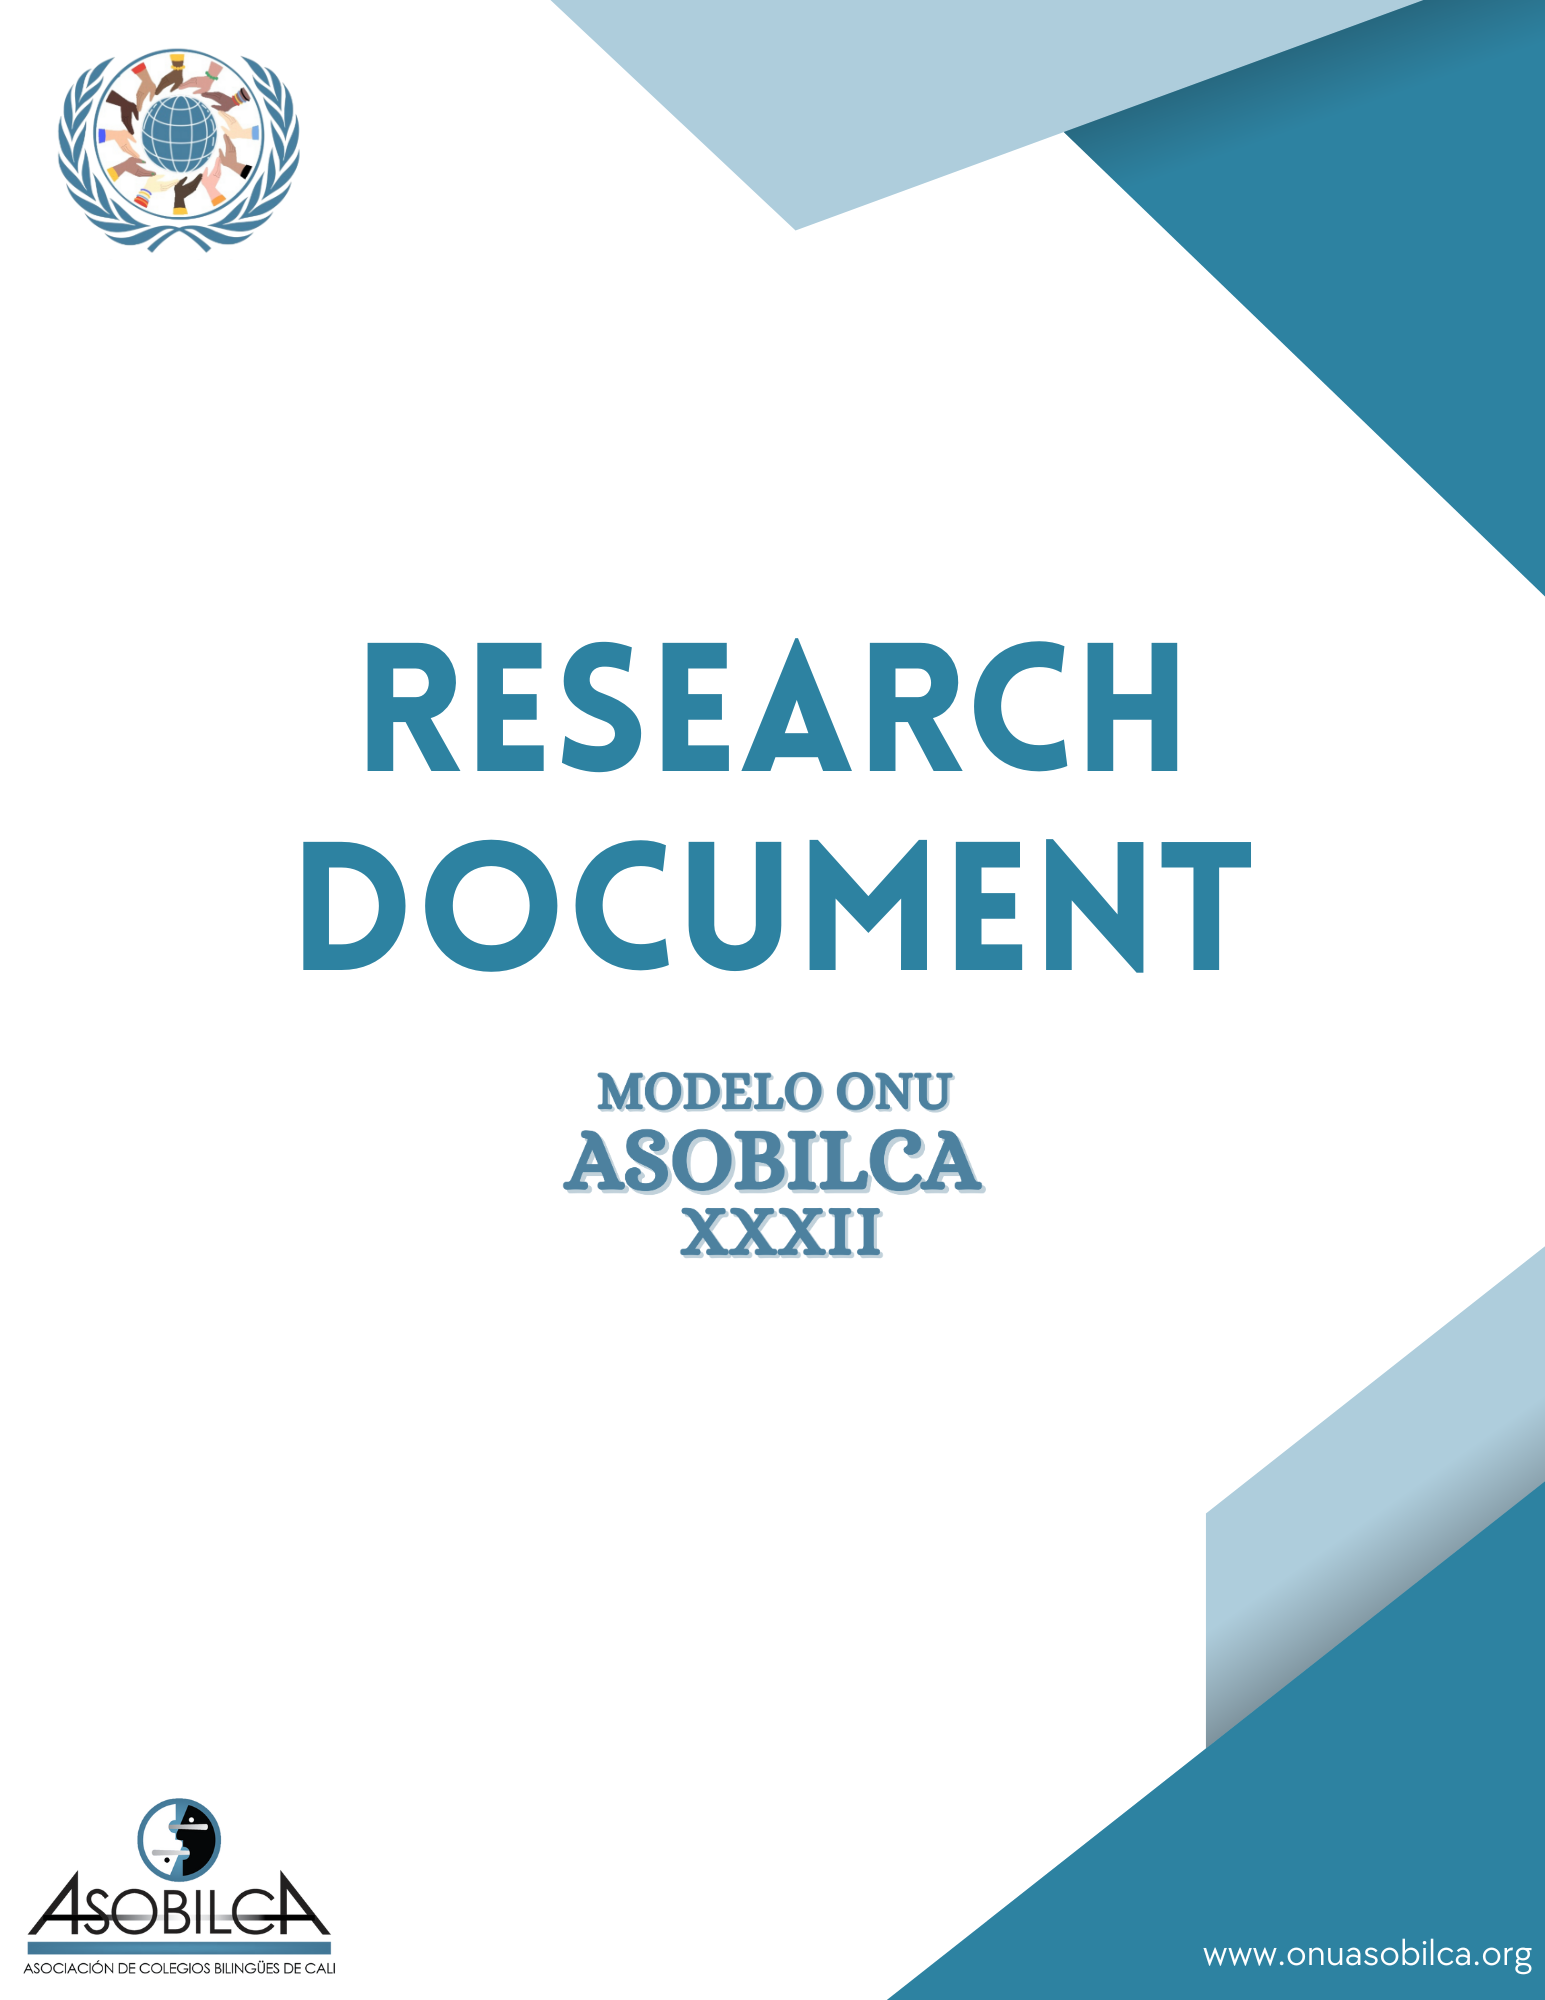 RESEARCH
DOCUMENT
MODELO ONU
ASOBILCA
XXXII
ASOBILCA
ASOCIACIÓN DE COLEGIOS BILINGÜES DE CALI
www.onuasobilca.org